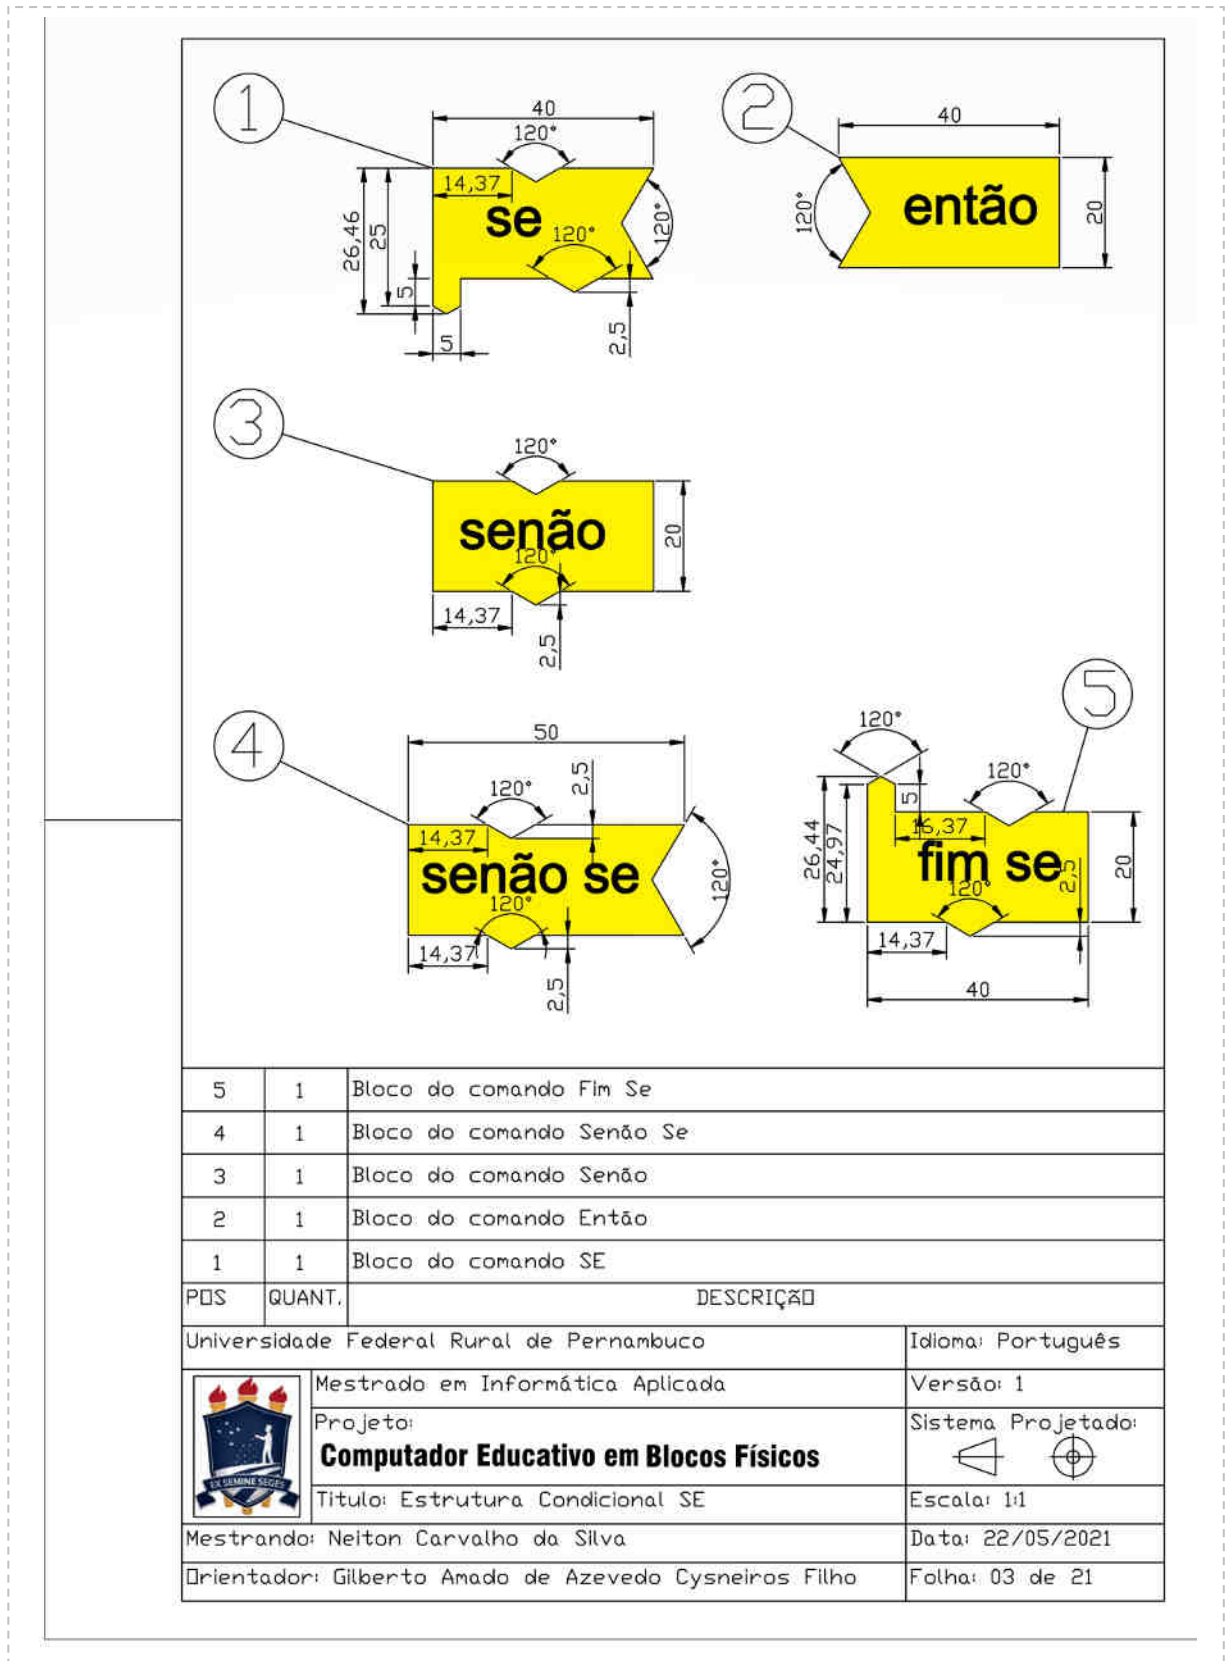 1
40
120°
14,37
se
26,46
25
120°
120°
5
5
2,5
2
40
120°
então
20
3
120°
senão
20
120°
14,37
2,5
4
50
120°
2,5
14,37
senão se
120°
120°
14,37
2,5
5
120°
120°
5
16,37
26,44
24,97
fim se
2,5
20
120°
14,37
40
5 1 Bloco do comando Fim Se
4 1 Bloco do comando Senão Se
3 1 Bloco do comando Senão
2 1 Bloco do comando Então
1 1 Bloco do comando SE
POS QUANT. DESCRIÇÃO
Universidade Federal Rural de Pernambuco Idioma: Português
Mestrado em Informática Aplicada Versão: 1
Projeto: Sistema Projetado:
Computador Educativo em Blocos Físicos
EX SEMINE SEGES
Titulo: Estrutura Condicional SE Escala: 1:1
Mestrando: Neiton Carvalho da Silva Data: 22/05/2021
Orientador: Gilberto Amado de Azevedo Cysneiros Filho Folha: 03 de 21